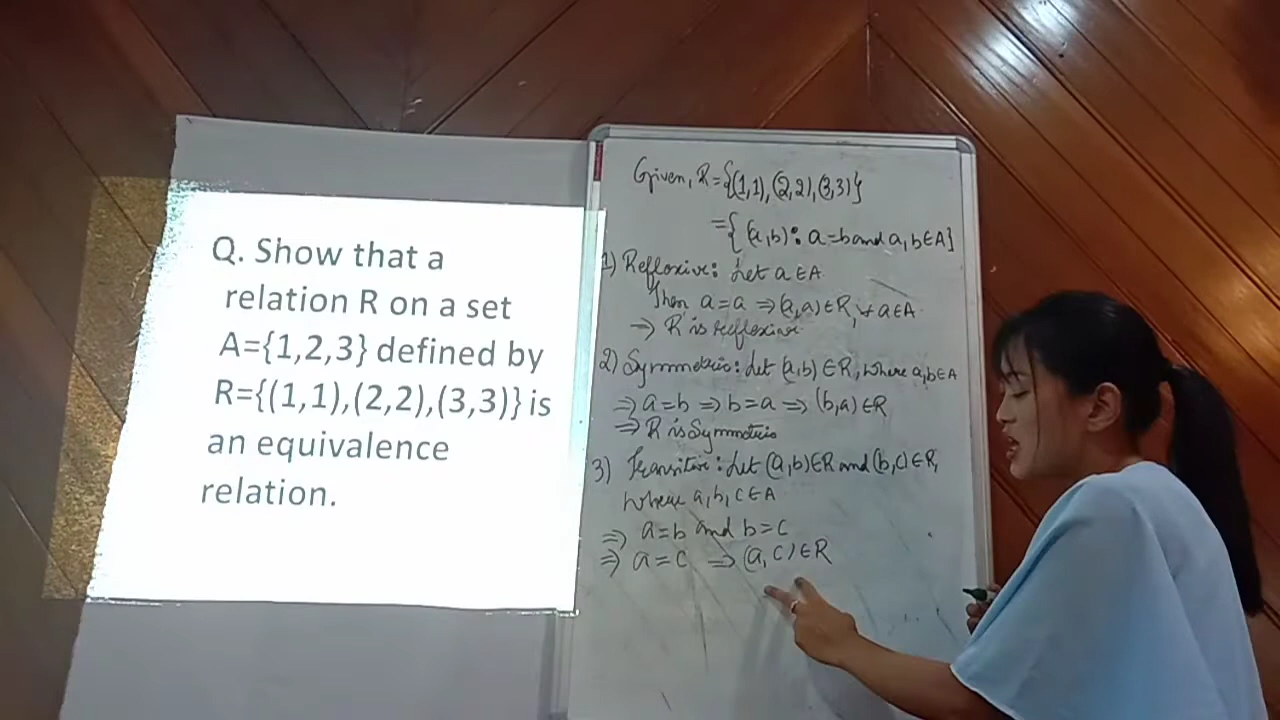 Q. Show that a
relation R on a set
A={1,2,3} defined by
R={(1,1),(2,2),(3,3)} is
an equivalence
relation.
Given, R={(1,1),(2,2),(3,3)}
={(a,b): a=b and a,b∈A}
1) Reflexive: Let a∈A
Then a=a ⇒(a,a)∈R, ∀ a∈A
⇒ R is reflexive
2) Symmetric: Let (a,b)∈R, where a,b∈A
⇒ a=b ⇒ b=a ⇒ (b,a)∈R
⇒ R is Symmetric
3) Transitive: Let (a,b)∈R and (b,c)∈R,
where a,b,c∈A
⇒ a=b and b=c
⇒ a=c ⇒(a,c)∈R